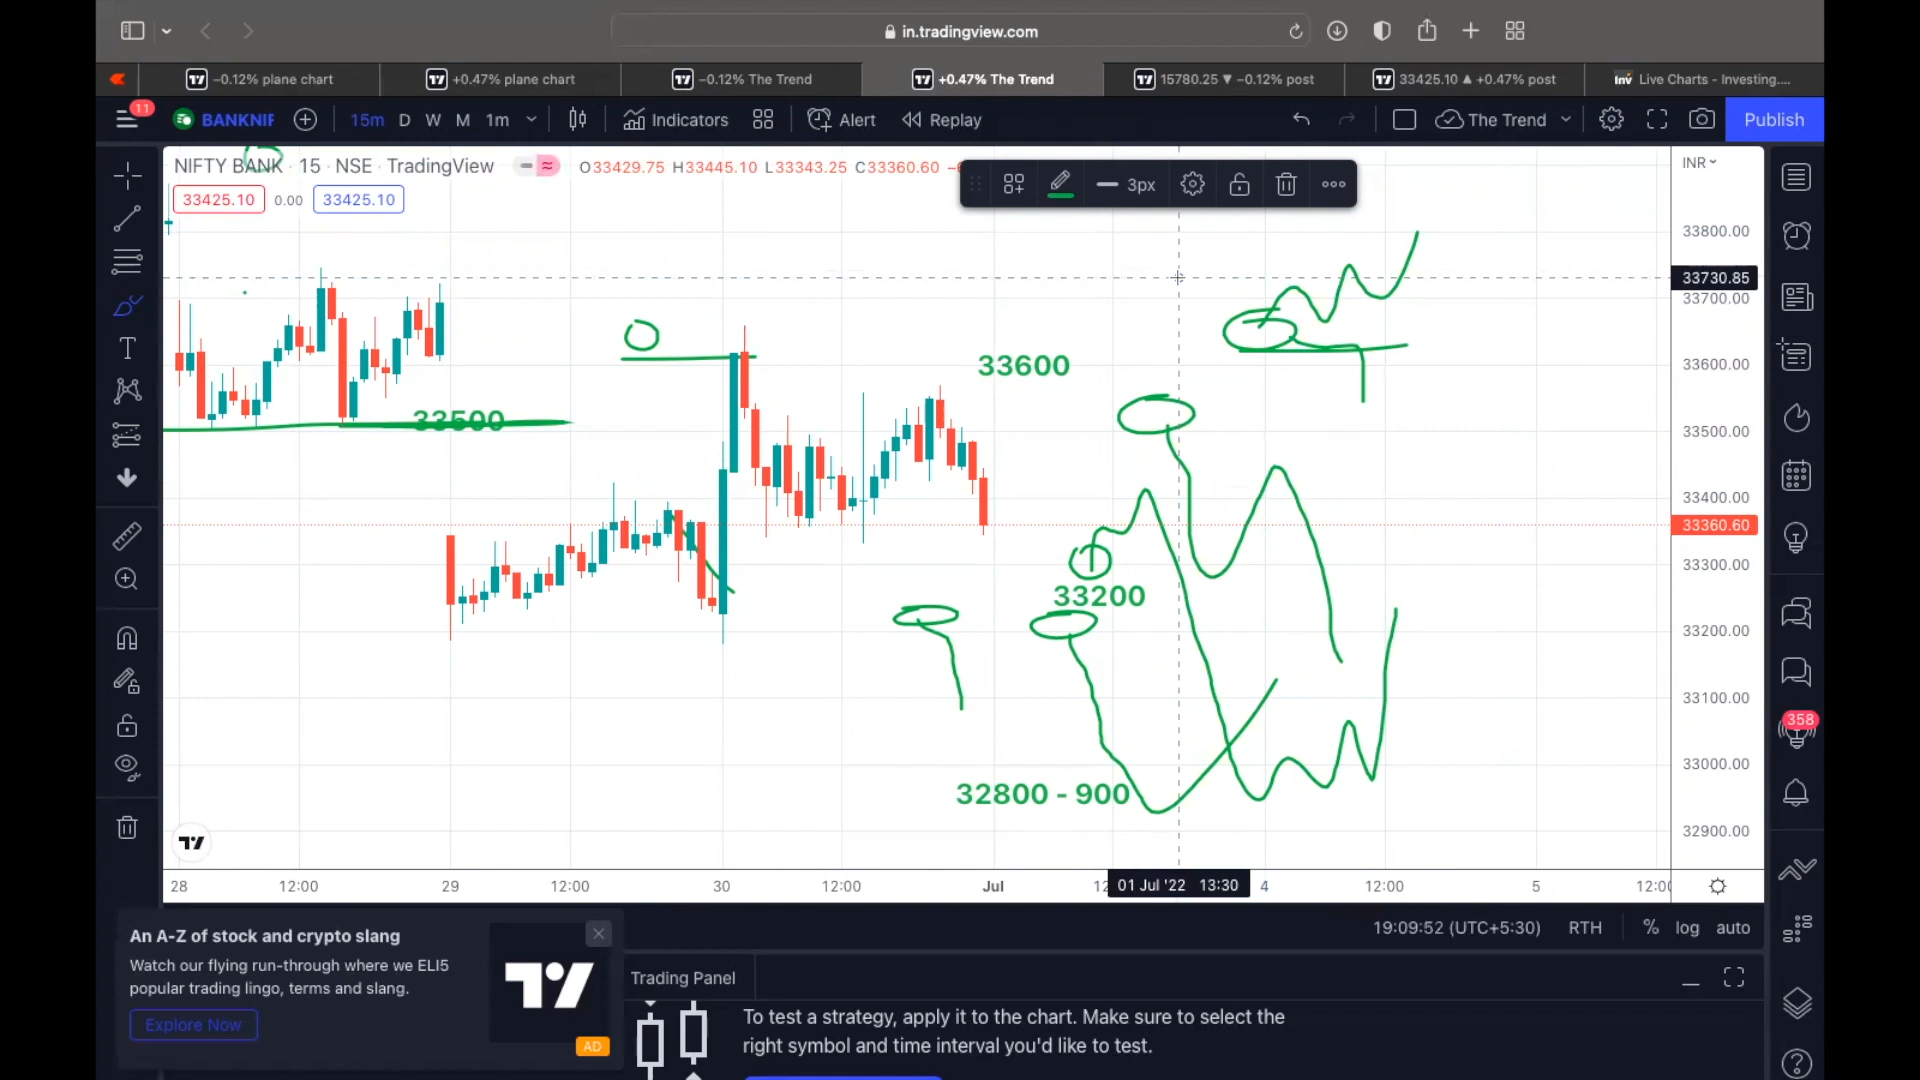 in.tradingview.com
−0.12% plane chart
+0.47% plane chart
−0.12% The Trend
+0.47% The Trend
15780.25 ▼ −0.12% post
33425.10 ▲ +0.47% post
Inv Live Charts - Investing....
11
BANKNIF
15m D W M 1m
Indicators
Alert
Replay
The Trend
Publish
NIFTY BANK · 15 · NSE · TradingView
O33429.75 H33445.10 L33343.25 C33360.60
33425.10 0.00 33425.10
3px
INR
33800.00
33730.85
33700.00
33600.00
33500.00
33400.00
33360.60
33300.00
33200.00
33100.00
33000.00
32900.00
33600
33500
33200
32800 - 900
28 12:00 29 12:00 30 12:00 Jul 12 01 Jul '22 13:30 4 12:00 5 12:00
358
19:09:52 (UTC+5:30) RTH % log auto
An A-Z of stock and crypto slang
Watch our flying run-through where we ELI5
popular trading lingo, terms and slang.
Explore Now
AD
Trading Panel
To test a strategy, apply it to the chart. Make sure to select the
right symbol and time interval you'd like to test.